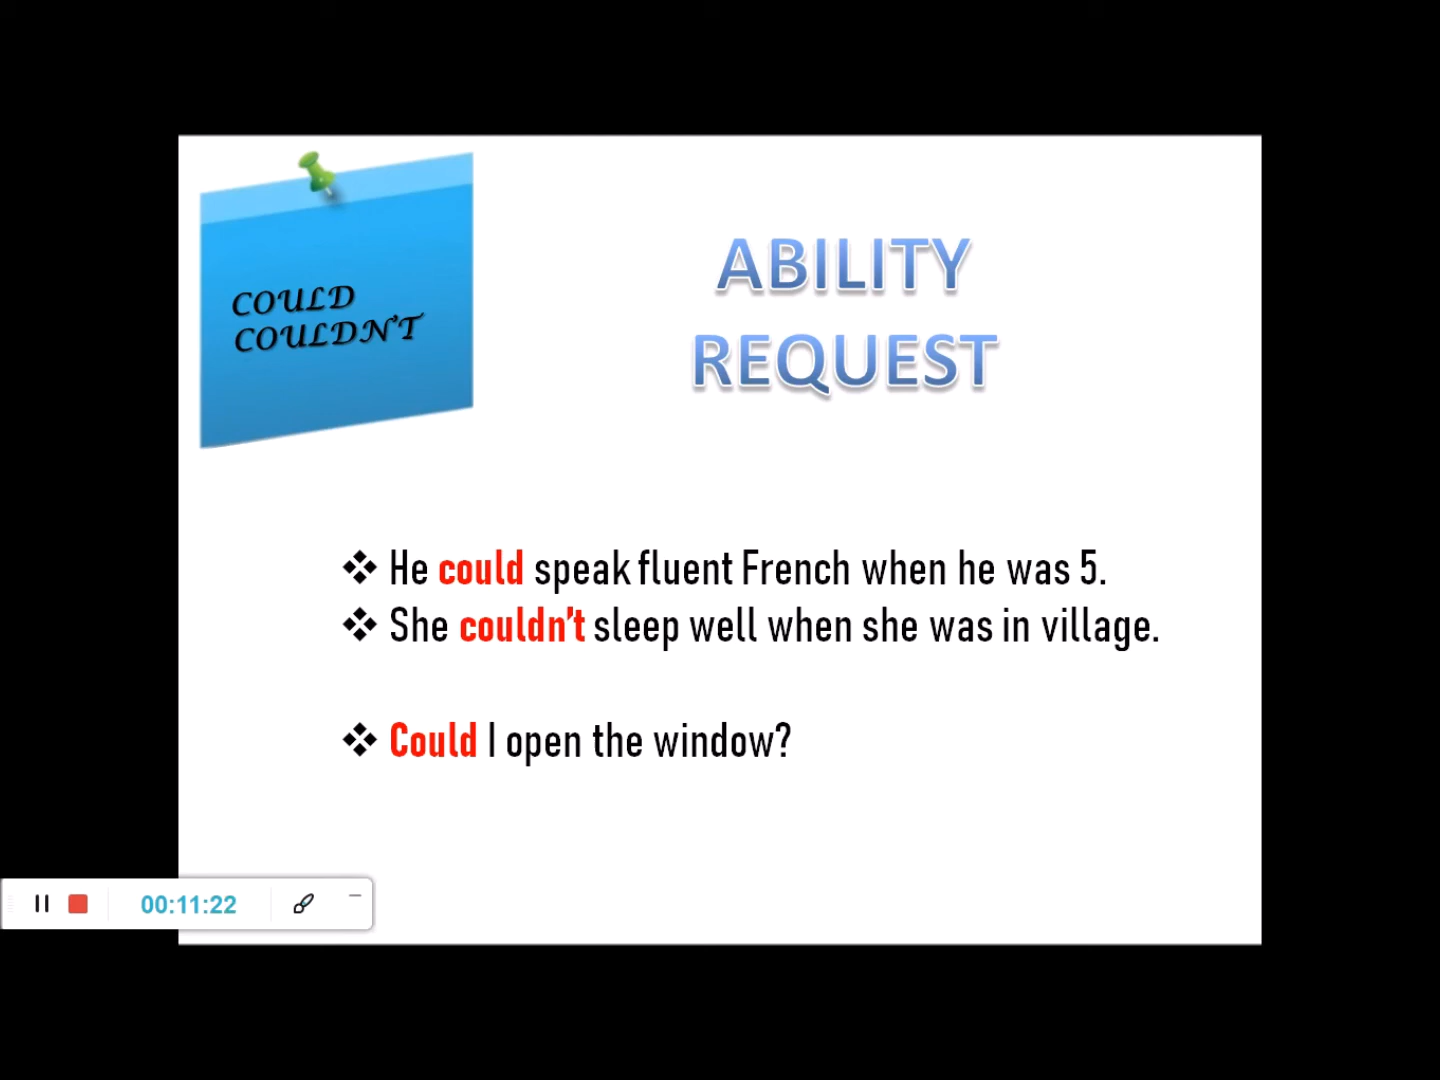 COULD
COULDN'T
ABILITY
REQUEST
❖ He could speak fluent French when he was 5.
❖ She couldn't sleep well when she was in village.
❖ Could I open the window?
00:11:22